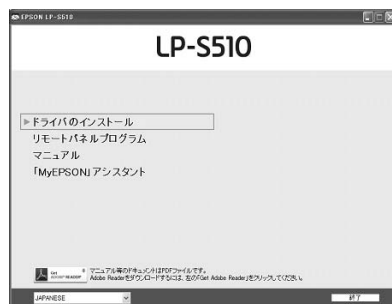 EPSON LP-S510
LP-S510
ドライバのインストール
リモートパネルプログラム
マニュアル
「MyEPSON」アシスタント
Get ADOBE® READER®
マニュアル等のドキュメントはPDFファイルです。
Adobe Readerをダウンロードするには、左の「Get Adobe Reader」をクリックしてください。
JAPANESE
終了